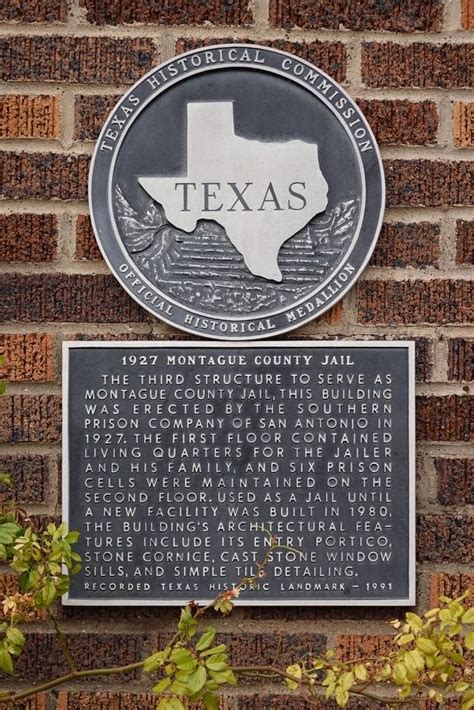 TEXAS HISTORICAL COMMISSION
TEXAS
OFFICIAL HISTORICAL MEDALLION
1927 MONTAGUE COUNTY JAIL
THE THIRD STRUCTURE TO SERVE AS
MONTAGUE COUNTY JAIL, THIS BUILDING
WAS ERECTED BY THE SOUTHERN
PRISON COMPANY OF SAN ANTONIO IN
1927. THE FIRST FLOOR CONTAINED
LIVING QUARTERS FOR THE JAILER
AND HIS FAMILY, AND SIX PRISON
CELLS WERE MAINTAINED ON THE
SECOND FLOOR. USED AS A JAIL UNTIL
A NEW FACILITY WAS BUILT IN 1980,
THE BUILDING'S ARCHITECTURAL FEA-
TURES INCLUDE ITS ENTRY PORTICO,
STONE CORNICE, CAST STONE WINDOW
SILLS, AND SIMPLE TILE DETAILING.
RECORDED TEXAS HISTORIC LANDMARK – 1991